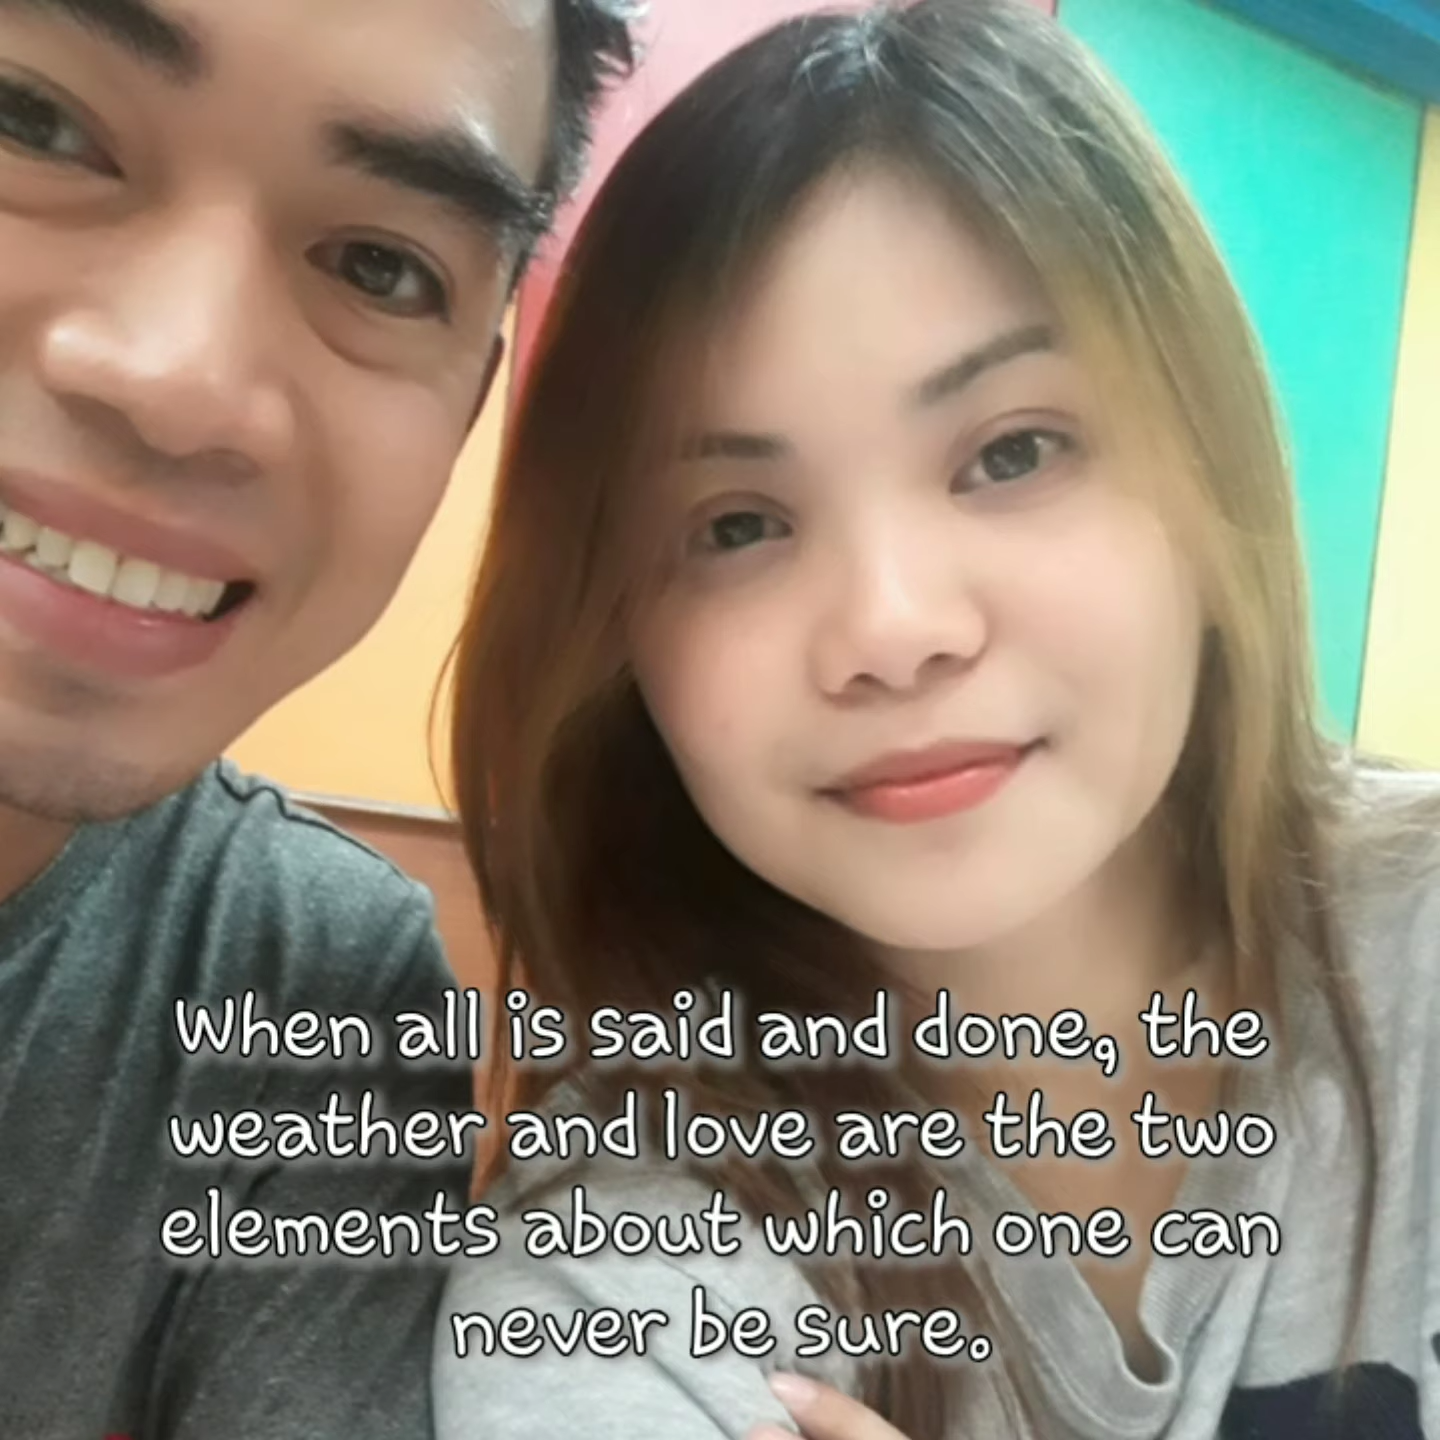 When all is said and done, the
weather and love are the two
elements about which one can
never be sure.